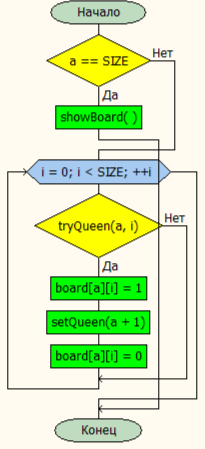 Начало
a == SIZE
Нет
Да
showBoard( )
i = 0; i < SIZE; ++i
tryQueen(a, i)
Нет
Да
board[a][i] = 1
setQueen(a + 1)
board[a][i] = 0
Конец